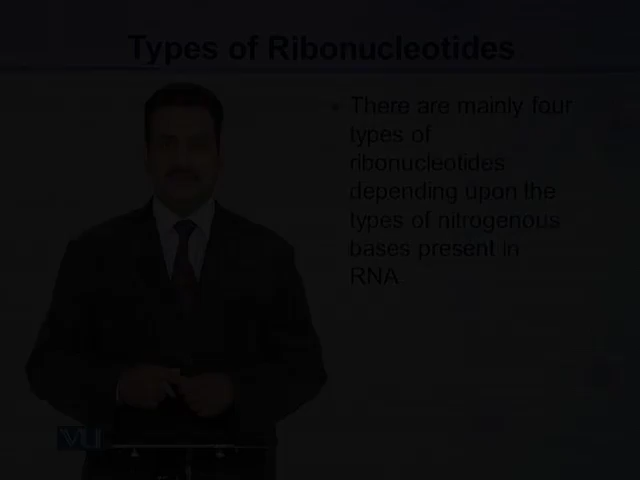 Types of Ribonucleotides
• There are mainly four
types of
ribonucleotides
depending upon the
types of nitrogenous
bases present in
RNA.
VU